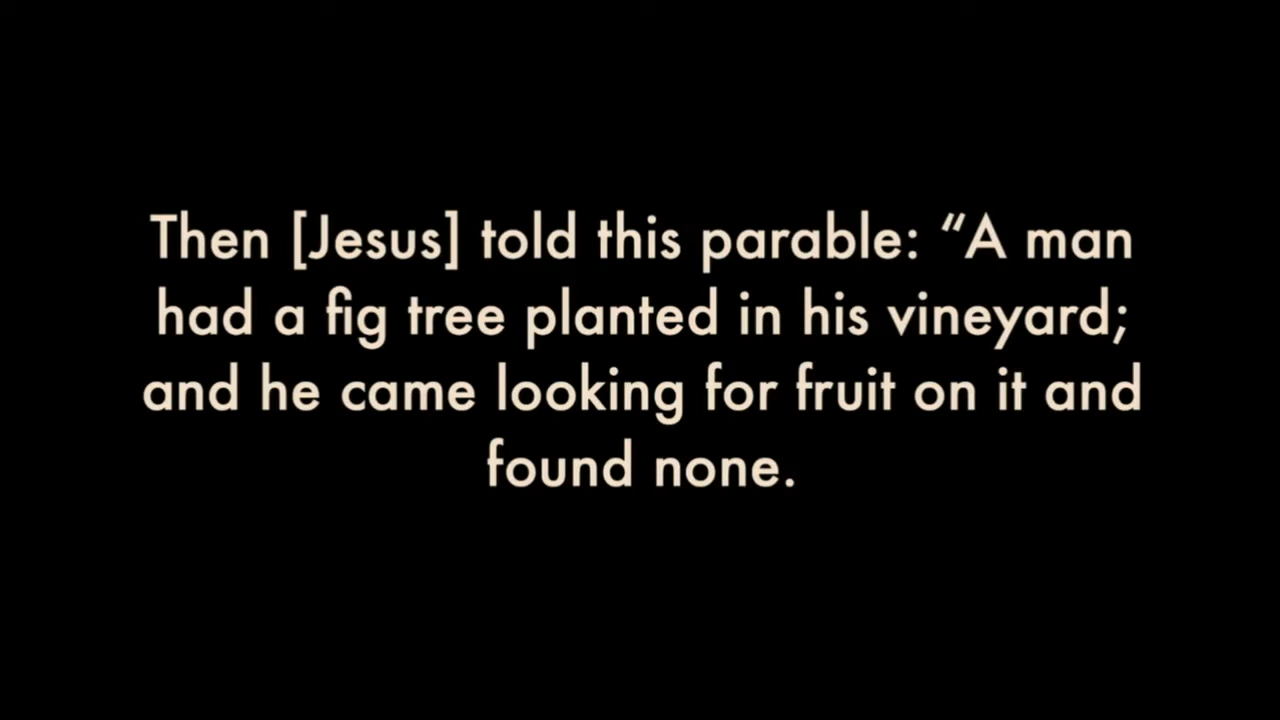 Then [Jesus] told this parable: “A man
had a fig tree planted in his vineyard;
and he came looking for fruit on it and
found none.